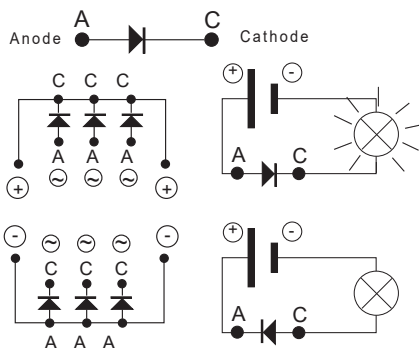 Anode A C Cathode
C C C
A A A
~ ~ ~
+ +
+ -
A C
- ~ ~ ~ -
C C C
A A A
+ -
A C